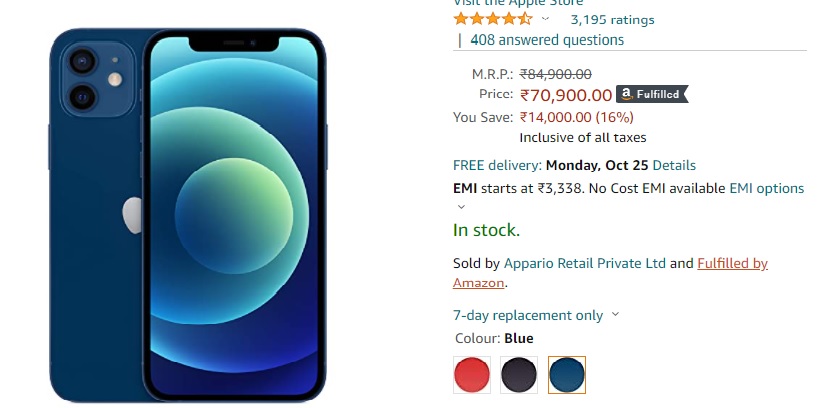 Visit the Apple Store
3,195 ratings
| 408 answered questions
M.R.P.: ₹84,900.00
Price: ₹70,900.00 a Fulfilled
You Save: ₹14,000.00 (16%)
Inclusive of all taxes
FREE delivery: Monday, Oct 25 Details
EMI starts at ₹3,338. No Cost EMI available EMI options
In stock.
Sold by Appario Retail Private Ltd and Fulfilled by
Amazon.
7-day replacement only
Colour: Blue